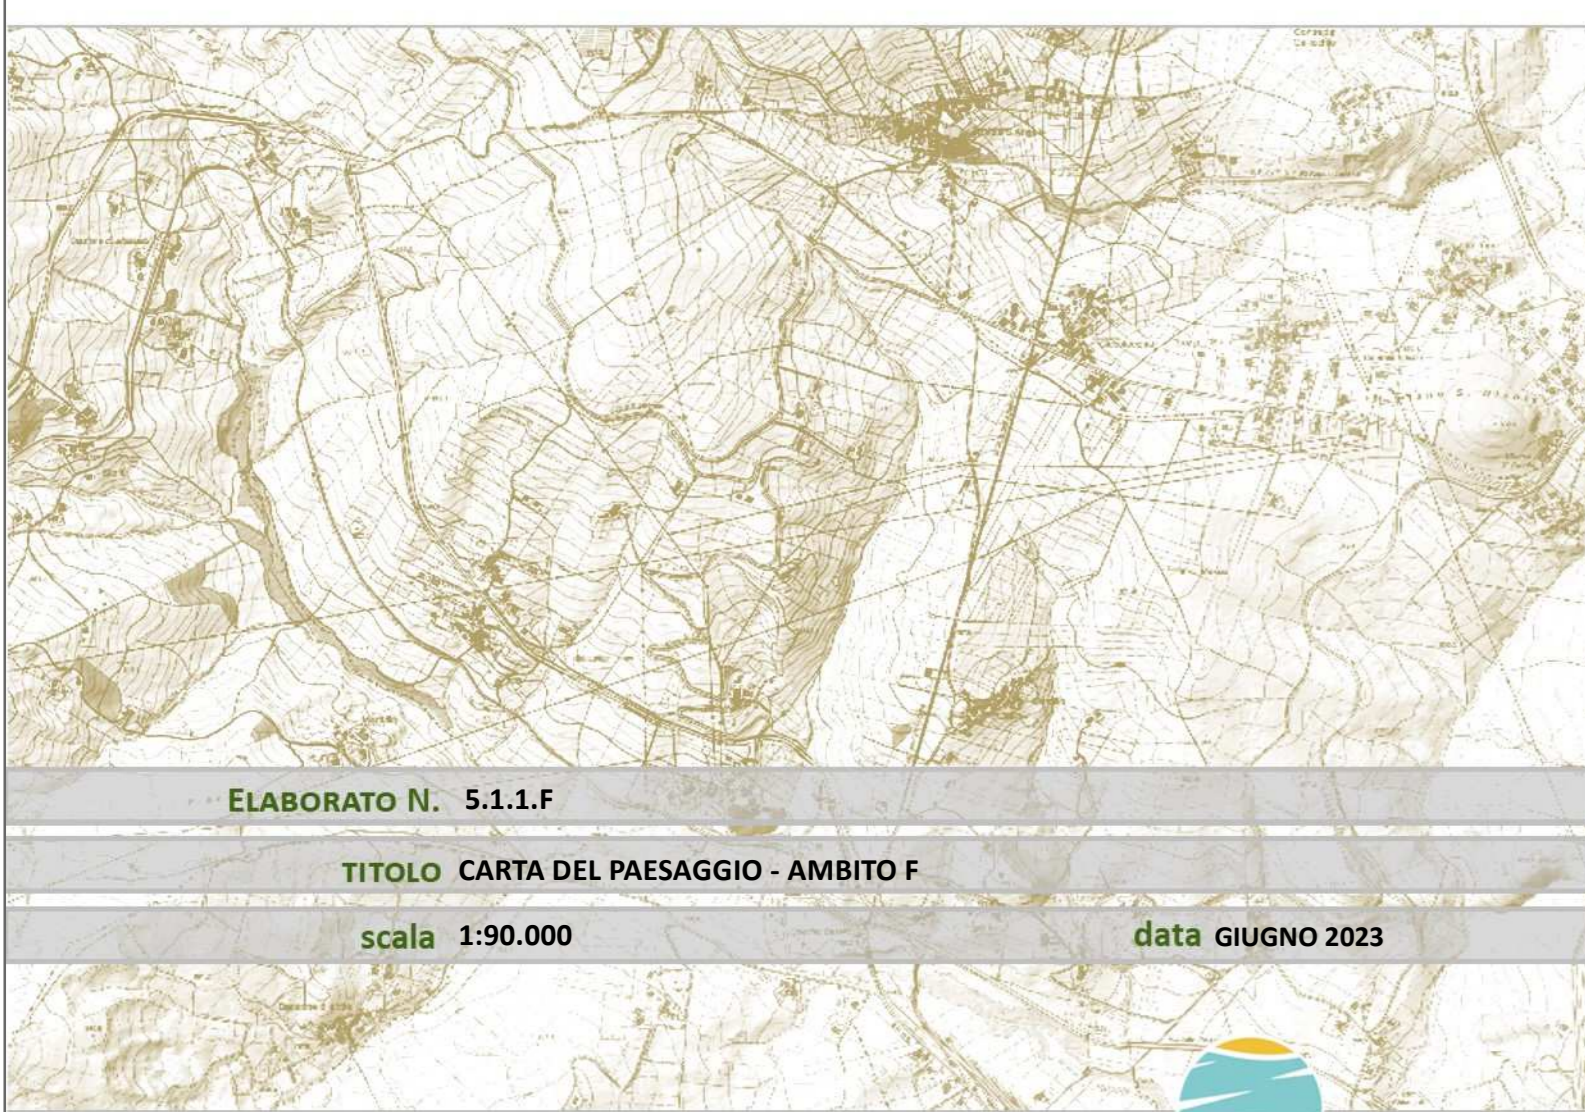 ELABORATO N. 5.1.1.F
TITOLO CARTA DEL PAESAGGIO - AMBITO F
scala 1:90.000 data GIUGNO 2023